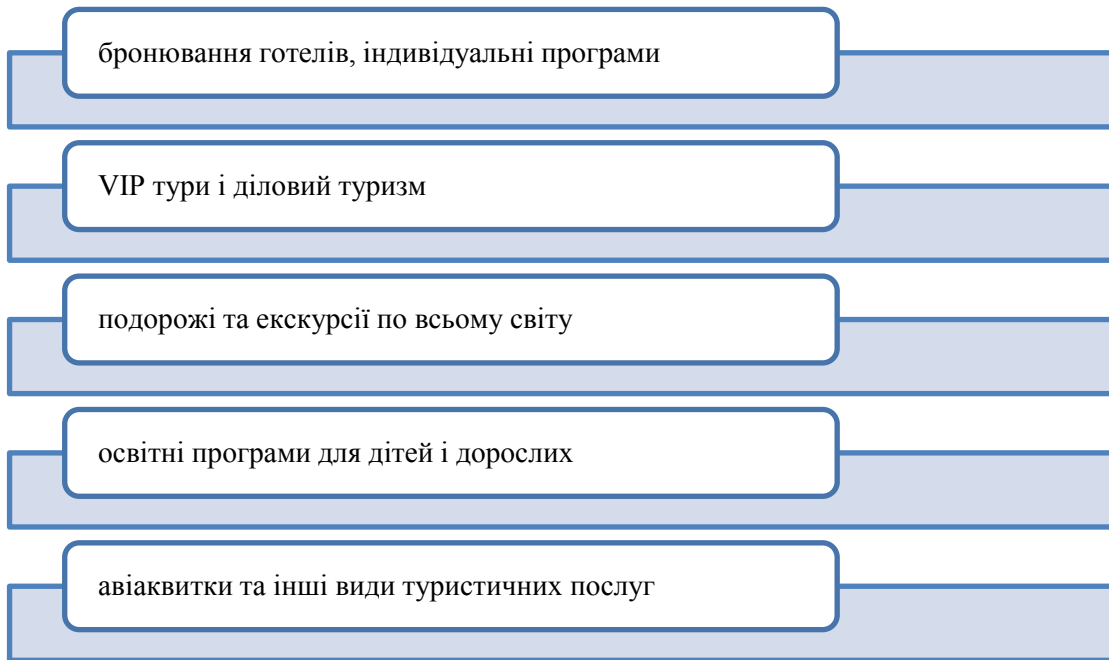 бронювання готелів, індивідуальні програми
VIP тури і діловий туризм
подорожі та екскурсії по всьому світу
освітні програми для дітей і дорослих
авіаквитки та інші види туристичних послуг